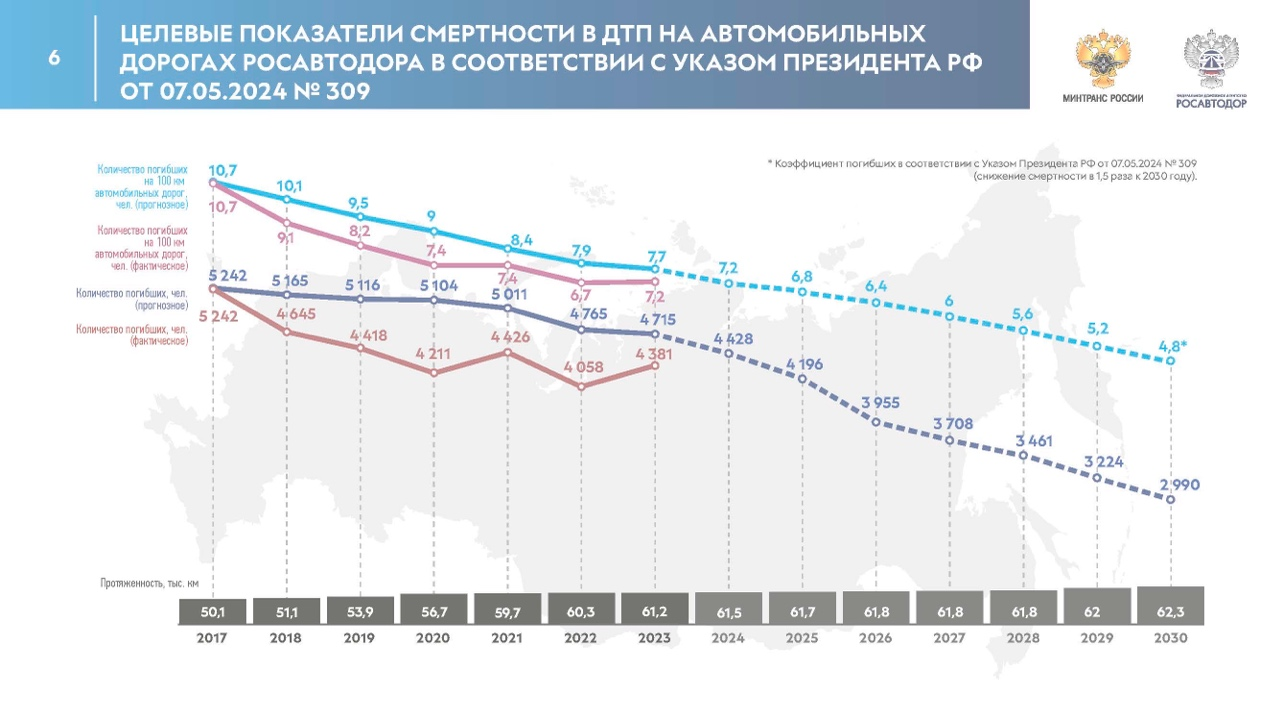 6
ЦЕЛЕВЫЕ ПОКАЗАТЕЛИ СМЕРТНОСТИ В ДТП НА АВТОМОБИЛЬНЫХ
ДОРОГАХ РОСАВТОДОРА В СООТВЕТСТВИИ С УКАЗОМ ПРЕЗИДЕНТА РФ
ОТ 07.05.2024 № 309
МИНТРАНС РОССИИ
ФЕДЕРАЛЬНОЕ ДОРОЖНОЕ АГЕНТСТВО
РОСАВТОДОР
* Коэффициент погибших в соответствии с Указом Президента РФ от 07.05.2024 № 309
(снижение смертности в 1,5 раза к 2030 году).
Количество погибших
на 100 км
автомобильных дорог,
чел. (прогнозное)
10,7 10,1 9,5 9 8,4 7,9 7,7 7,2 6,8 6,4 6 5,6 5,2 4,8*
Количество погибших
на 100 км
автомобильных дорог,
чел. (фактическое)
10,7 9,1 8,2 7,4 7,4 6,7 7,2
Количество погибших, чел.
(прогнозное)
5 242 5 165 5 116 5 104 5 011 4 765 4 715 4 428 4 196 3 955 3 708 3 461 3 224 2 990
Количество погибших, чел.
(фактическое)
5 242 4 645 4 418 4 211 4 426 4 058 4 381
Протяженность, тыс. км
50,1 51,1 53,9 56,7 59,7 60,3 61,2 61,5 61,7 61,8 61,8 61,8 62 62,3
2017 2018 2019 2020 2021 2022 2023 2024 2025 2026 2027 2028 2029 2030